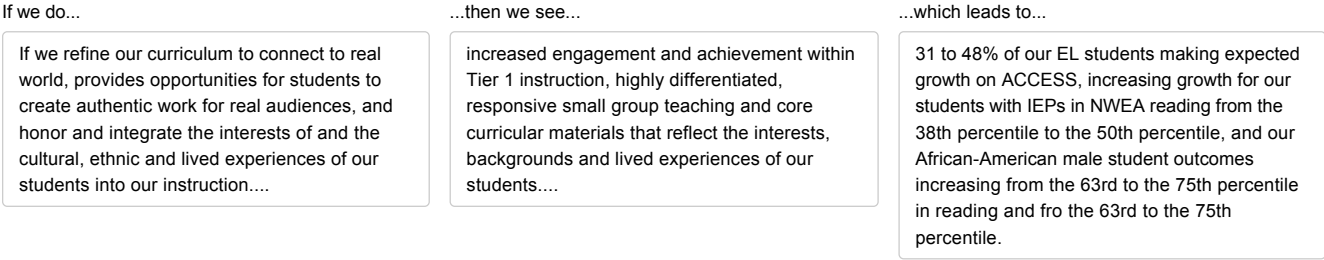 If we do...
If we refine our curriculum to connect to real
world, provides opportunities for students to
create authentic work for real audiences, and
honor and integrate the interests of and the
cultural, ethnic and lived experiences of our
students into our instruction....
...then we see...
increased engagement and achievement within
Tier 1 instruction, highly differentiated,
responsive small group teaching and core
curricular materials that reflect the interests,
backgrounds and lived experiences of our
students....
...which leads to...
31 to 48% of our EL students making expected
growth on ACCESS, increasing growth for our
students with IEPs in NWEA reading from the
38th percentile to the 50th percentile, and our
African-American male student outcomes
increasing from the 63rd to the 75th percentile
in reading and fro the 63rd to the 75th
percentile.